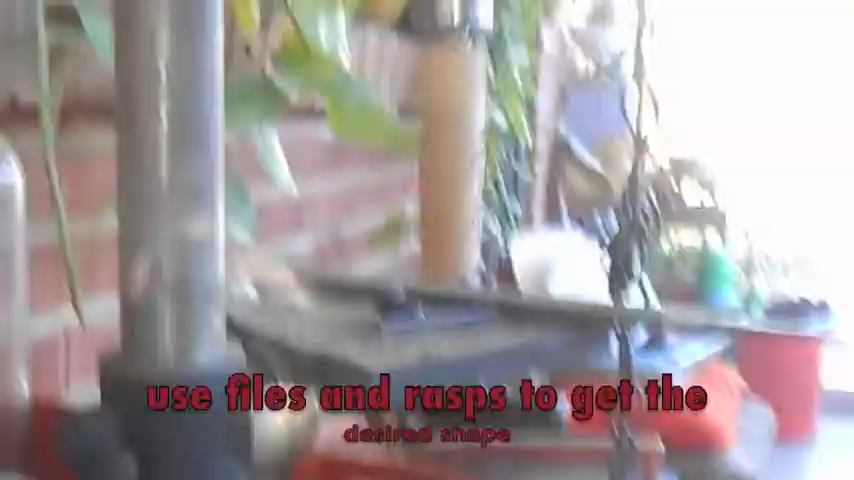 use files and rasps to get the
desired shape